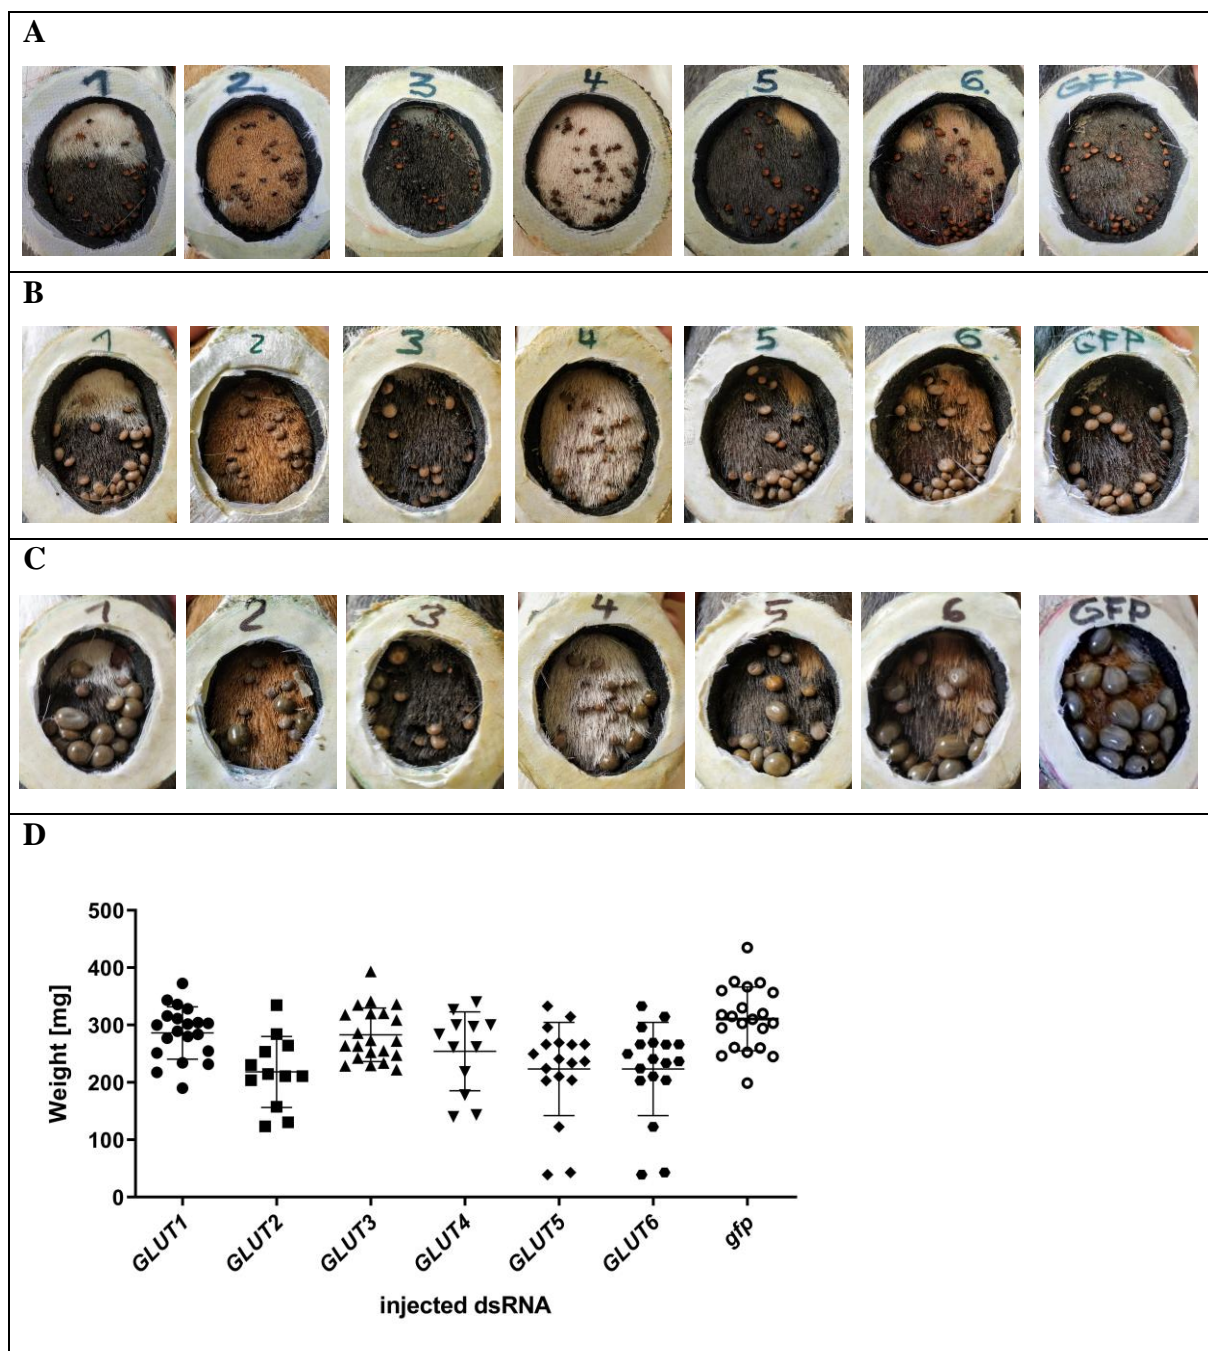 A
1 2 3 4 5 6. GFP
B
1 2 3 4 5 6. GFP
C
1 2 3 4 5 6 GFP
D
500
400
300
200
100
0
Weight [mg]
GLUT1 GLUT2 GLUT3 GLUT4 GLUT5 GLUT6 gfp
injected dsRNA